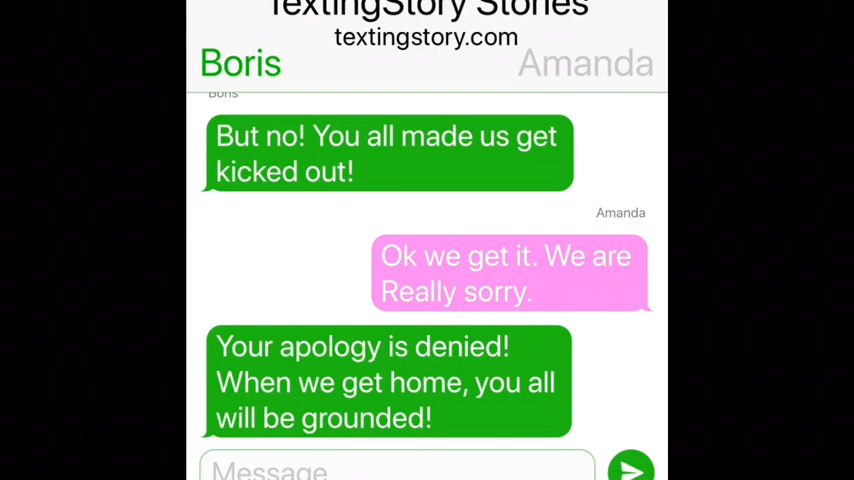 TextingStory Stories
textingstory.com
Boris
Amanda
Boris
But no! You all made us get
kicked out!
Amanda
Ok we get it. We are
Really sorry.
Your apology is denied!
When we get home, you all
will be grounded!
Message